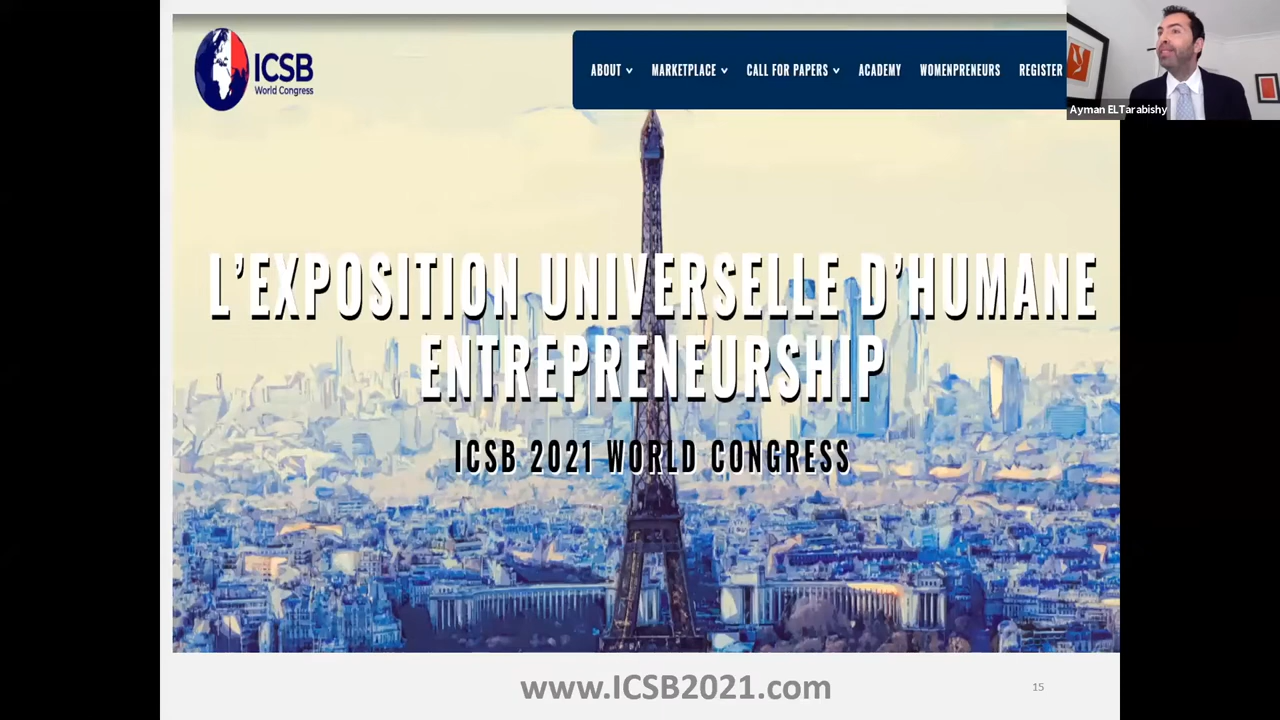 ICSB
World Congress
ABOUT
MARKETPLACE
CALL FOR PAPERS
ACADEMY
WOMENPRENEURS
REGISTER
Ayman ELTarabishy
L'EXPOSITION UNIVERSELLE D'HUMANE
ENTREPRENEURSHIP
ICSB 2021 WORLD CONGRESS
www.ICSB2021.com
15